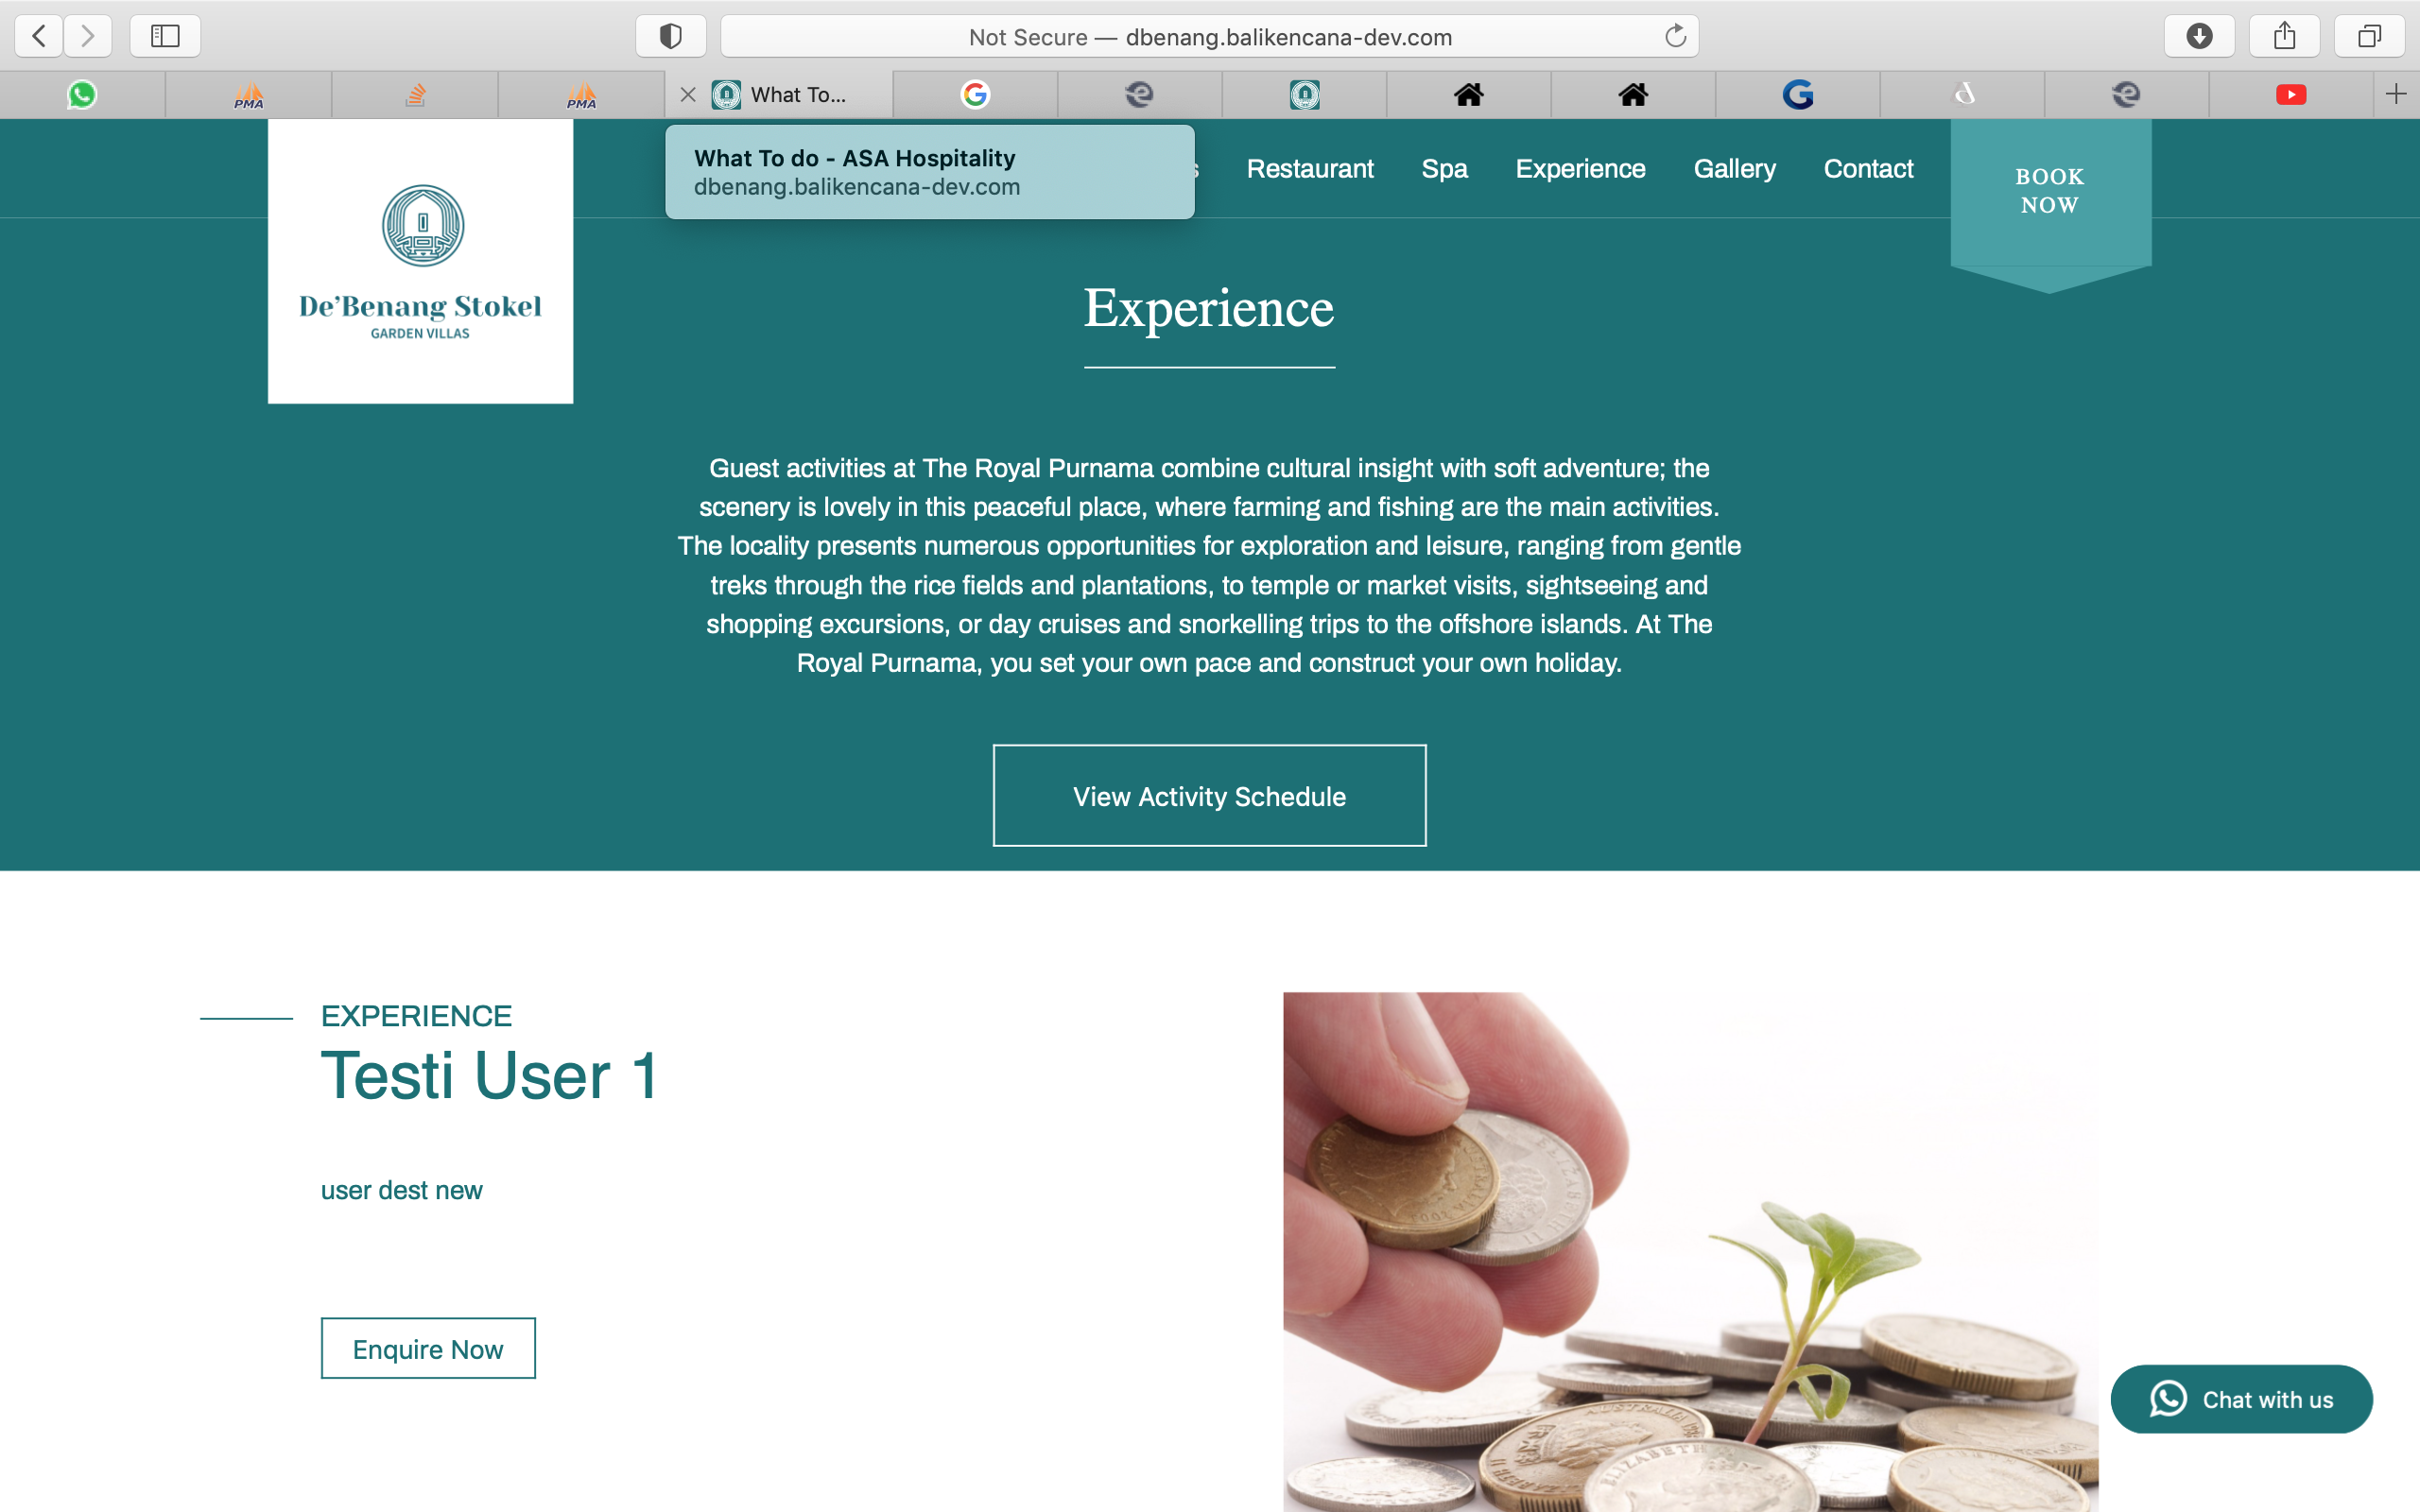 Not Secure — dbenang.balikencana-dev.com
PMA
PMA
What To...
What To do - ASA Hospitality
dbenang.balikencana-dev.com
Restaurant
Spa
Experience
Gallery
Contact
BOOK
NOW
De'Benang Stokel
GARDEN VILLAS
Experience
Guest activities at The Royal Purnama combine cultural insight with soft adventure; the
scenery is lovely in this peaceful place, where farming and fishing are the main activities.
The locality presents numerous opportunities for exploration and leisure, ranging from gentle
treks through the rice fields and plantations, to temple or market visits, sightseeing and
shopping excursions, or day cruises and snorkelling trips to the offshore islands. At The
Royal Purnama, you set your own pace and construct your own holiday.
View Activity Schedule
EXPERIENCE
Testi User 1
user dest new
Enquire Now
ELIZABETH
Chat with us